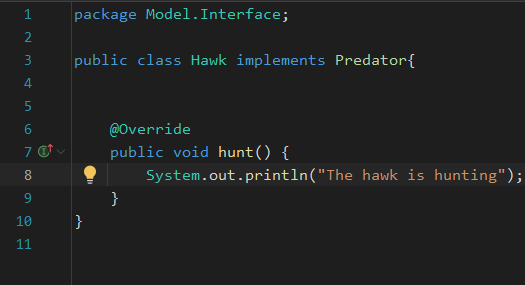 1 package Model.Interface;
2
3 public class Hawk implements Predator{
4
5
6     @Override
7     public void hunt() {
8         System.out.println("The hawk is hunting");
9     }
10 }
11